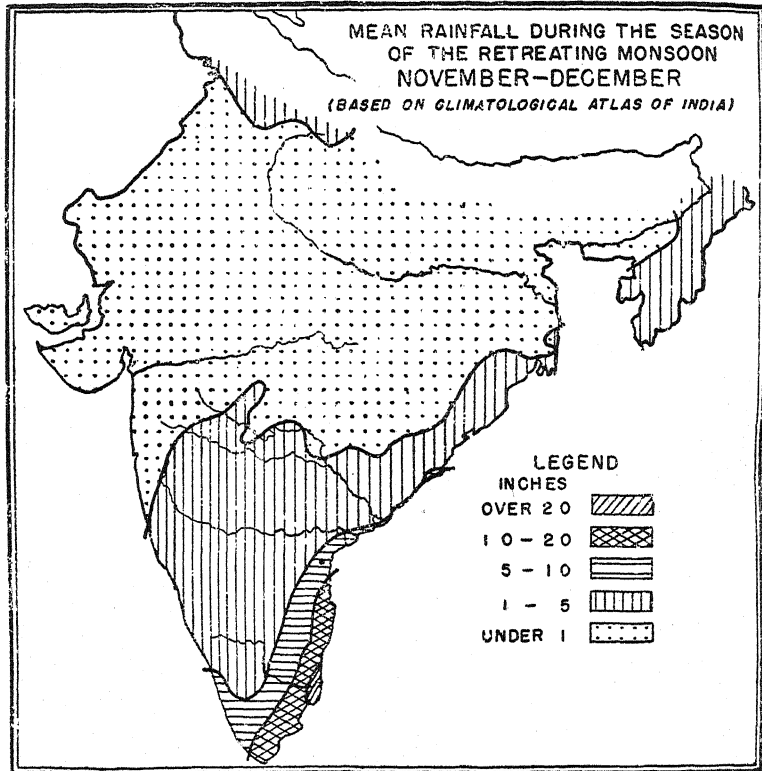 MEAN RAINFALL DURING THE SEASON
OF THE RETREATING MONSOON
NOVEMBER-DECEMBER
(BASED ON CLIMATOLOGICAL ATLAS OF INDIA)
LEGEND
INCHES
OVER 20
10-20
5-10
1-5
UNDER 1